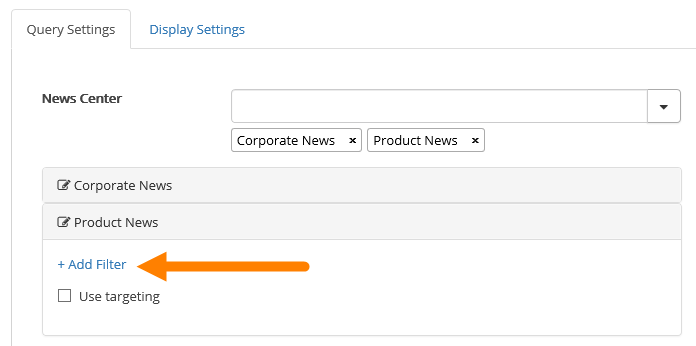 Query Settings Display Settings
News Center
Corporate News × Product News ×
Corporate News
Product News
+ Add Filter
Use targeting